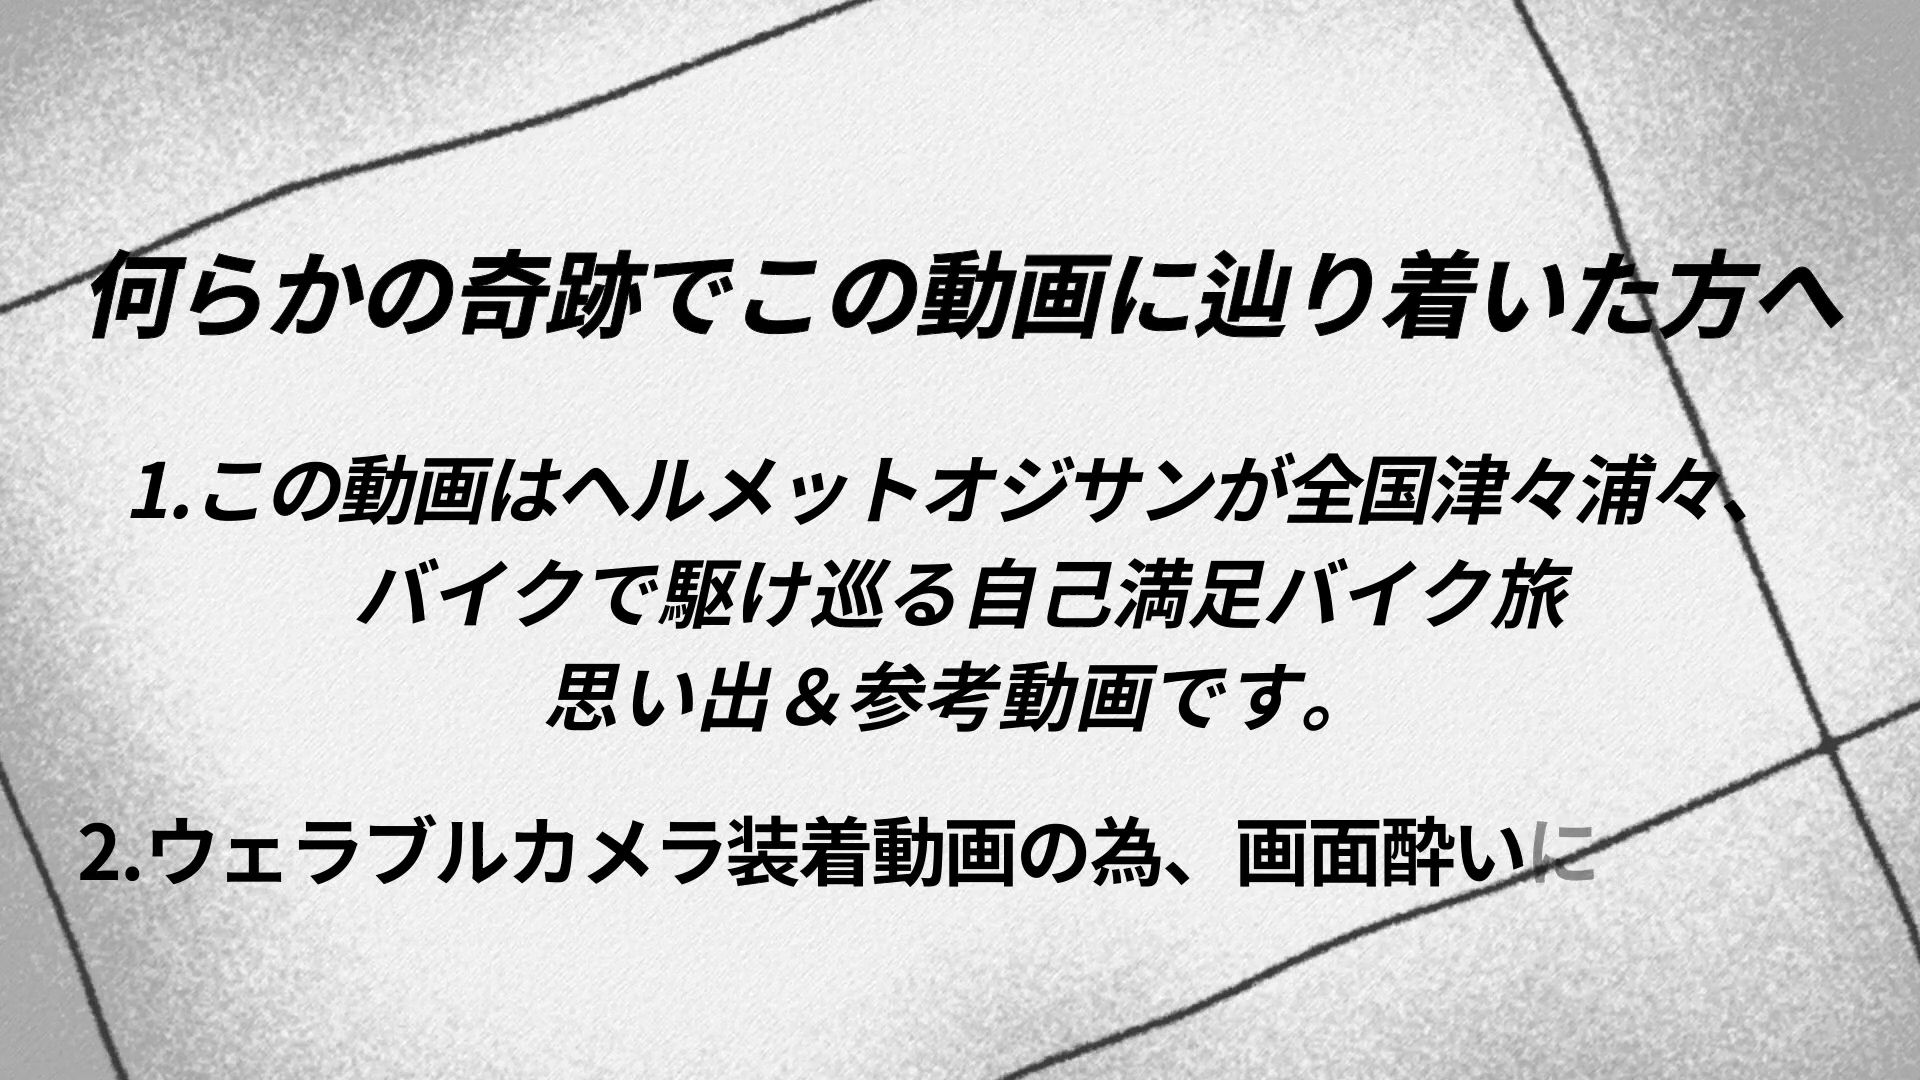 何らかの奇跡でこの動画に辿り着いた方へ
1.この動画はヘルメットオジサンが全国津々浦々、
バイクで駆け巡る自己満足バイク旅
思い出＆参考動画です。
2.ウェラブルカメラ装着動画の為、画面酔いに